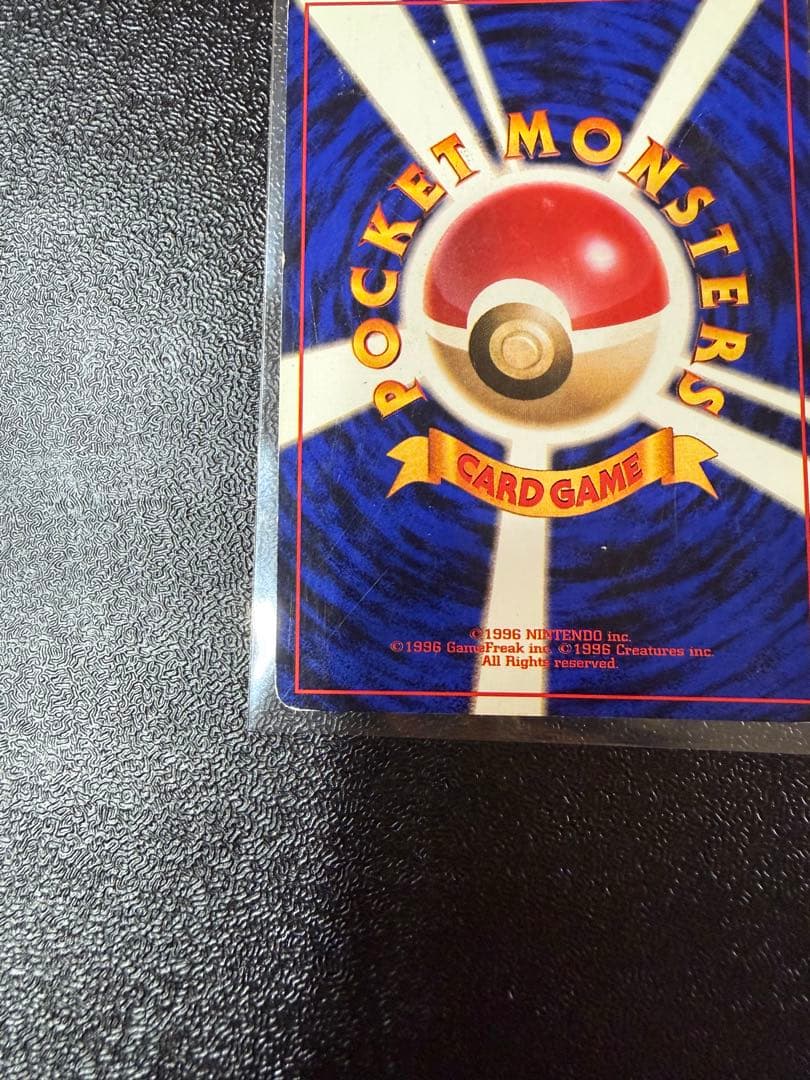 POCKET MONSTERS
CARD GAME
©1996 NINTENDO inc.
©1996 GameFreak inc. ©1996 Creatures inc.
All Rights reserved.